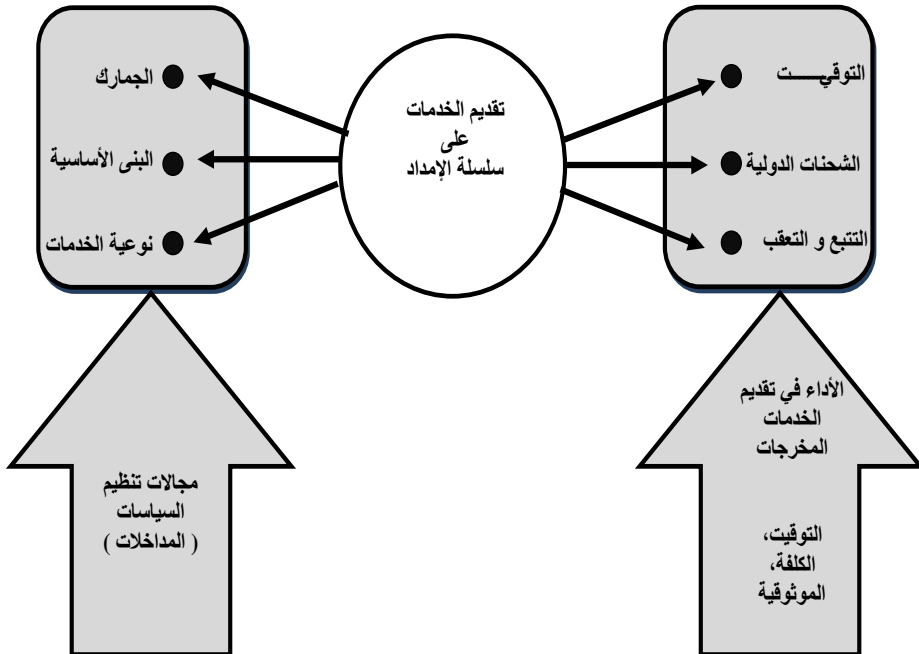 التوقيـــــت
الشحنات الدولية
التتبع و التعقب
تقديم الخدمات
على
سلسلة الإمداد
الجمارك
البنى الأساسية
نوعية الخدمات
الأداء في تقديم
الخدمات
المخرجات
التوقيت،
الكلفة،
الموثوقية
مجالات تنظيم
السياسات
( المداخلات )